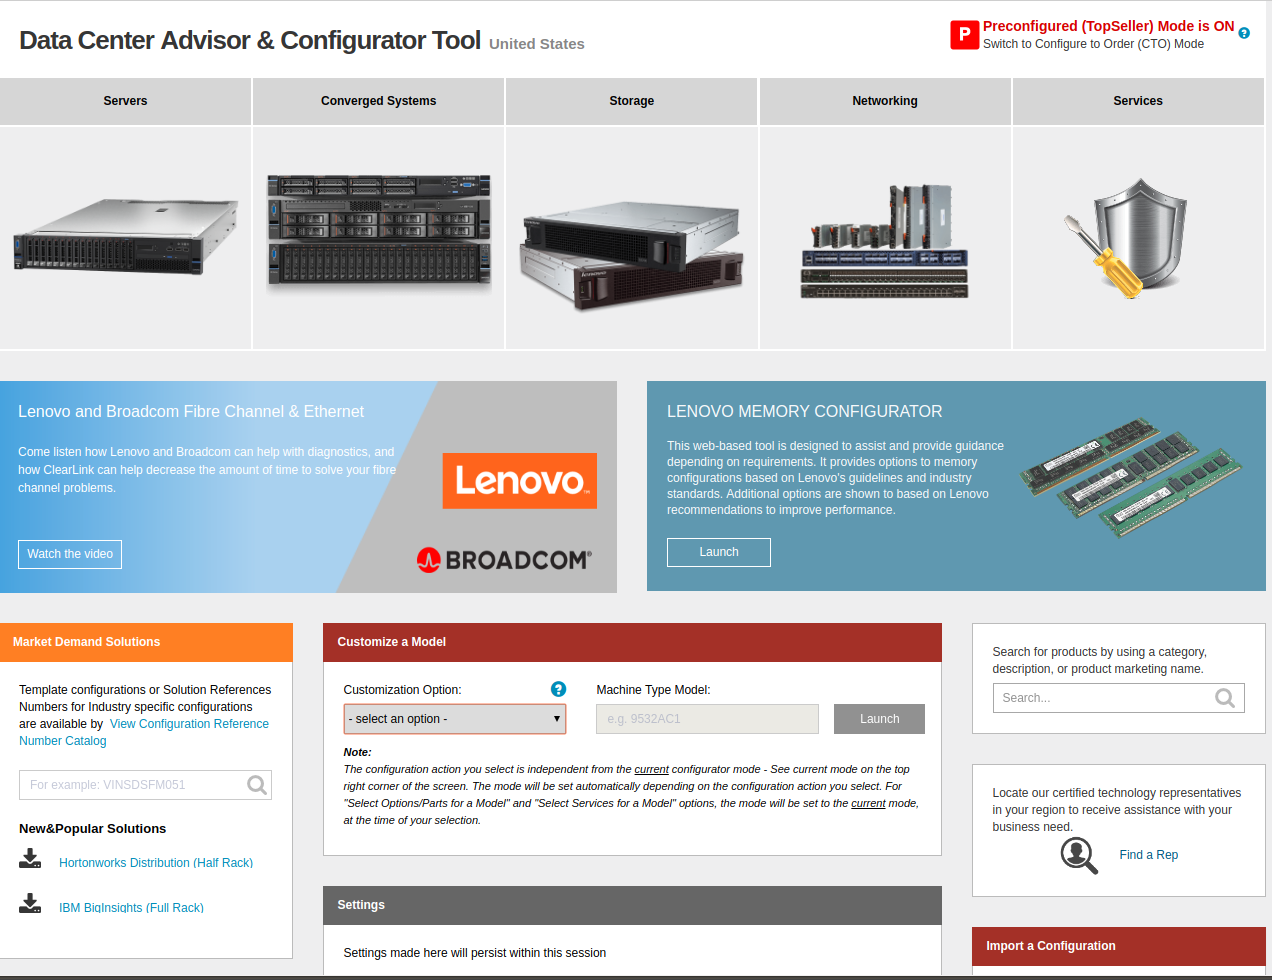 Data Center Advisor & Configurator Tool United States
P
Preconfigured (TopSeller) Mode is ON
?
Switch to Configure to Order (CTO) Mode
Servers
Converged Systems
Storage
Networking
Services
Lenovo and Broadcom Fibre Channel & Ethernet
Come listen how Lenovo and Broadcom can help with diagnostics, and
how ClearLink can help decrease the amount of time to solve your fibre
channel problems.
Watch the video
Lenovo
BROADCOM
LENOVO MEMORY CONFIGURATOR
This web-based tool is designed to assist and provide guidance
depending on requirements. It provides options to memory
configurations based on Lenovo's guidelines and industry
standards. Additional options are shown to based on Lenovo
recommendations to improve performance.
Launch
Market Demand Solutions
Template configurations or Solution References
Numbers for Industry specific configurations
are available by View Configuration Reference
Number Catalog
For example: VINSDSFM051
New&Popular Solutions
Hortonworks Distribution (Half Rack)
IBM BigInsights (Full Rack)
Customize a Model
Customization Option:
?
Machine Type Model:
- select an option -
e.g. 9532AC1
Launch
Note:
The configuration action you select is independent from the current configurator mode - See current mode on the top
right corner of the screen. The mode will be set automatically depending on the configuration action you select. For
"Select Options/Parts for a Model" and "Select Services for a Model" options, the mode will be set to the current mode,
at the time of your selection.
Settings
Settings made here will persist within this session
Search for products by using a category,
description, or product marketing name.
Search...
Locate our certified technology representatives
in your region to receive assistance with your
business need.
Find a Rep
Import a Configuration